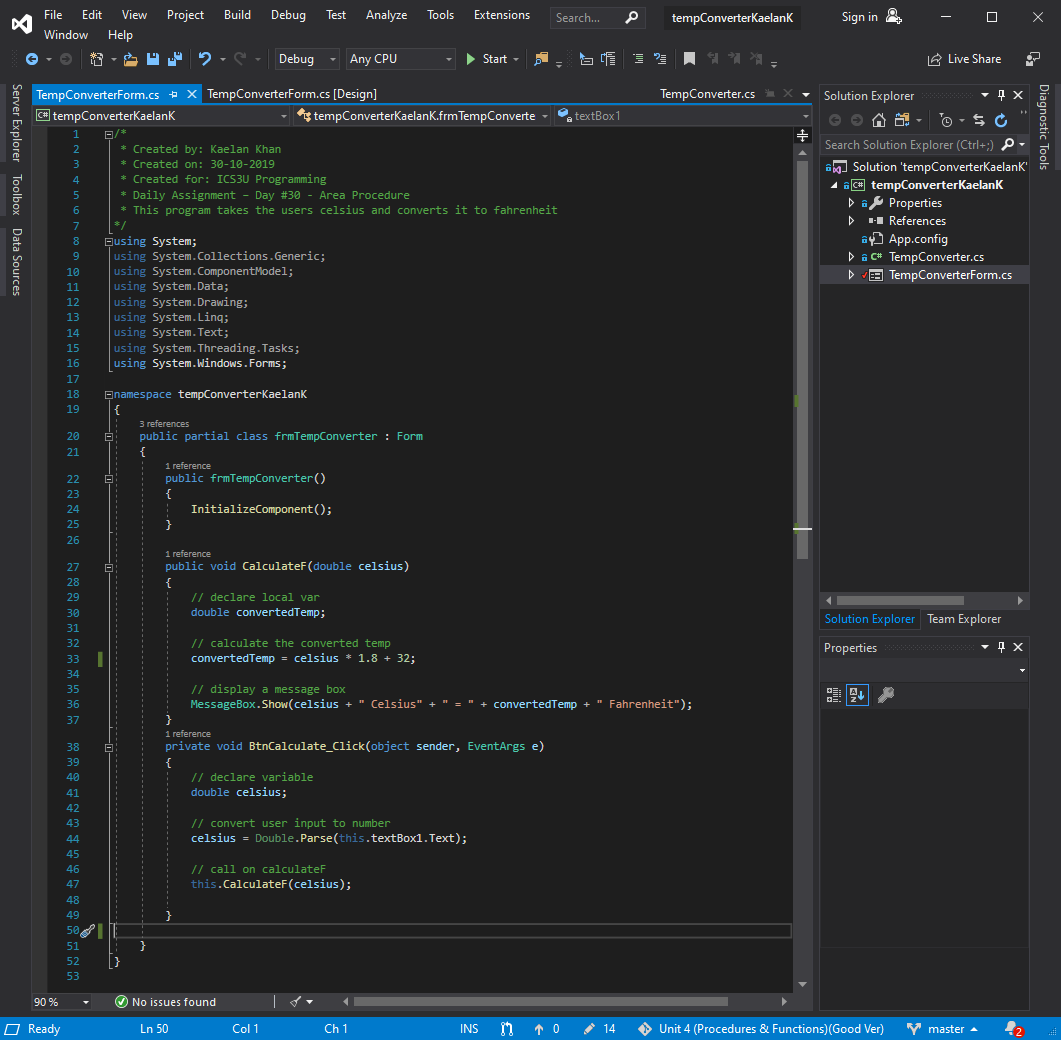 File Edit View Project Build Debug Test Analyze Tools Extensions Search... tempConverterKaelanK Sign in
Window Help
Debug Any CPU Start Live Share
TempConverterForm.cs TempConverterForm.cs [Design] TempConverter.cs
tempConverterKaelanK tempConverterKaelanK.frmTempConverte textBox1
Server Explorer
Toolbox
Data Sources
1 /*
2 * Created by: Kaelan Khan
3 * Created on: 30-10-2019
4 * Created for: ICS3U Programming
5 * Daily Assignment – Day #30 - Area Procedure
6 * This program takes the users celsius and converts it to fahrenheit
7 */
8 using System;
9 using System.Collections.Generic;
10 using System.ComponentModel;
11 using System.Data;
12 using System.Drawing;
13 using System.Linq;
14 using System.Text;
15 using System.Threading.Tasks;
16 using System.Windows.Forms;
17
18 namespace tempConverterKaelanK
19 {
3 references
20 public partial class frmTempConverter : Form
21 {
1 reference
22 public frmTempConverter()
23 {
24 InitializeComponent();
25 }
26
1 reference
27 public void CalculateF(double celsius)
28 {
29 // declare local var
30 double convertedTemp;
31
32 // calculate the converted temp
33 convertedTemp = celsius * 1.8 + 32;
34
35 // display a message box
36 MessageBox.Show(celsius + " Celsius" + " = " + convertedTemp + " Fahrenheit");
37 }
1 reference
38 private void BtnCalculate_Click(object sender, EventArgs e)
39 {
40 // declare variable
41 double celsius;
42
43 // convert user input to number
44 celsius = Double.Parse(this.textBox1.Text);
45
46 // call on calculateF
47 this.CalculateF(celsius);
48
49 }
50
51 }
52 }
53
90 % No issues found
Solution Explorer
Search Solution Explorer (Ctrl+;)
Solution 'tempConverterKaelanK'
tempConverterKaelanK
Properties
References
App.config
TempConverter.cs
TempConverterForm.cs
Solution Explorer Team Explorer
Properties
Diagnostic Tools
Ready Ln 50 Col 1 Ch 1 INS 0 14 Unit 4 (Procedures & Functions)(Good Ver) master 2